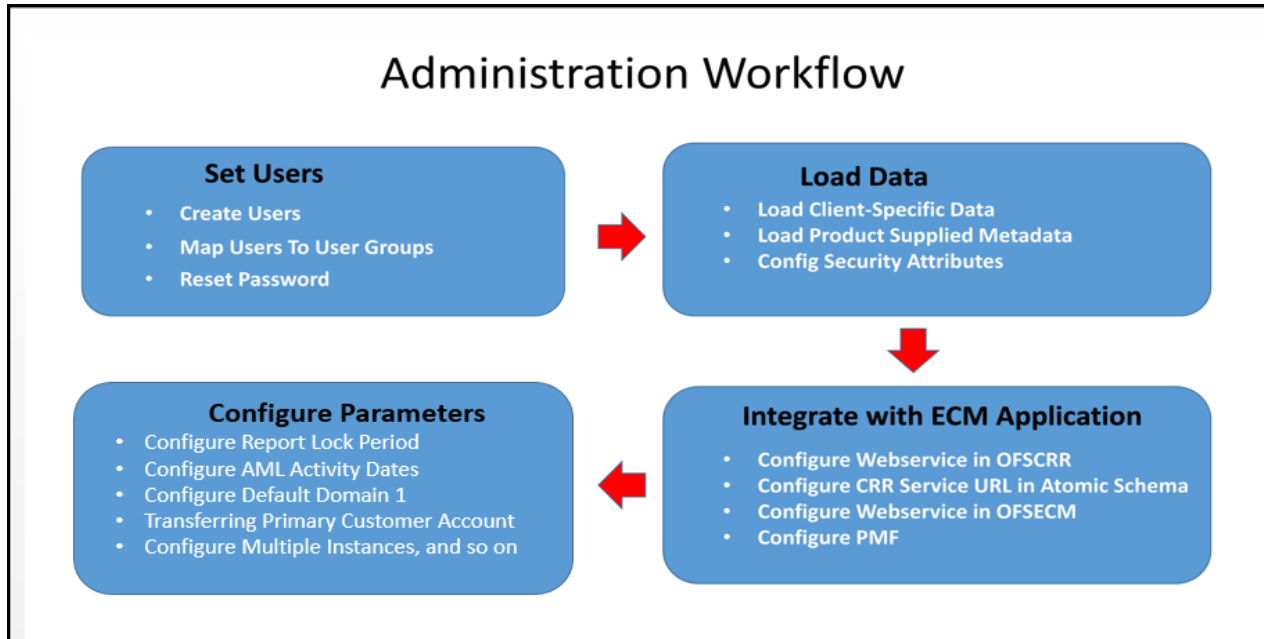 Administration Workflow
Set Users
• Create Users
• Map Users To User Groups
• Reset Password
Load Data
• Load Client-Specific Data
• Load Product Supplied Metadata
• Config Security Attributes
Integrate with ECM Application
• Configure Webservice in OFSCRR
• Configure CRR Service URL in Atomic Schema
• Configure Webservice in OFSECM
• Configure PMF
Configure Parameters
• Configure Report Lock Period
• Configure AML Activity Dates
• Configure Default Domain 1
• Transferring Primary Customer Account
• Configure Multiple Instances, and so on